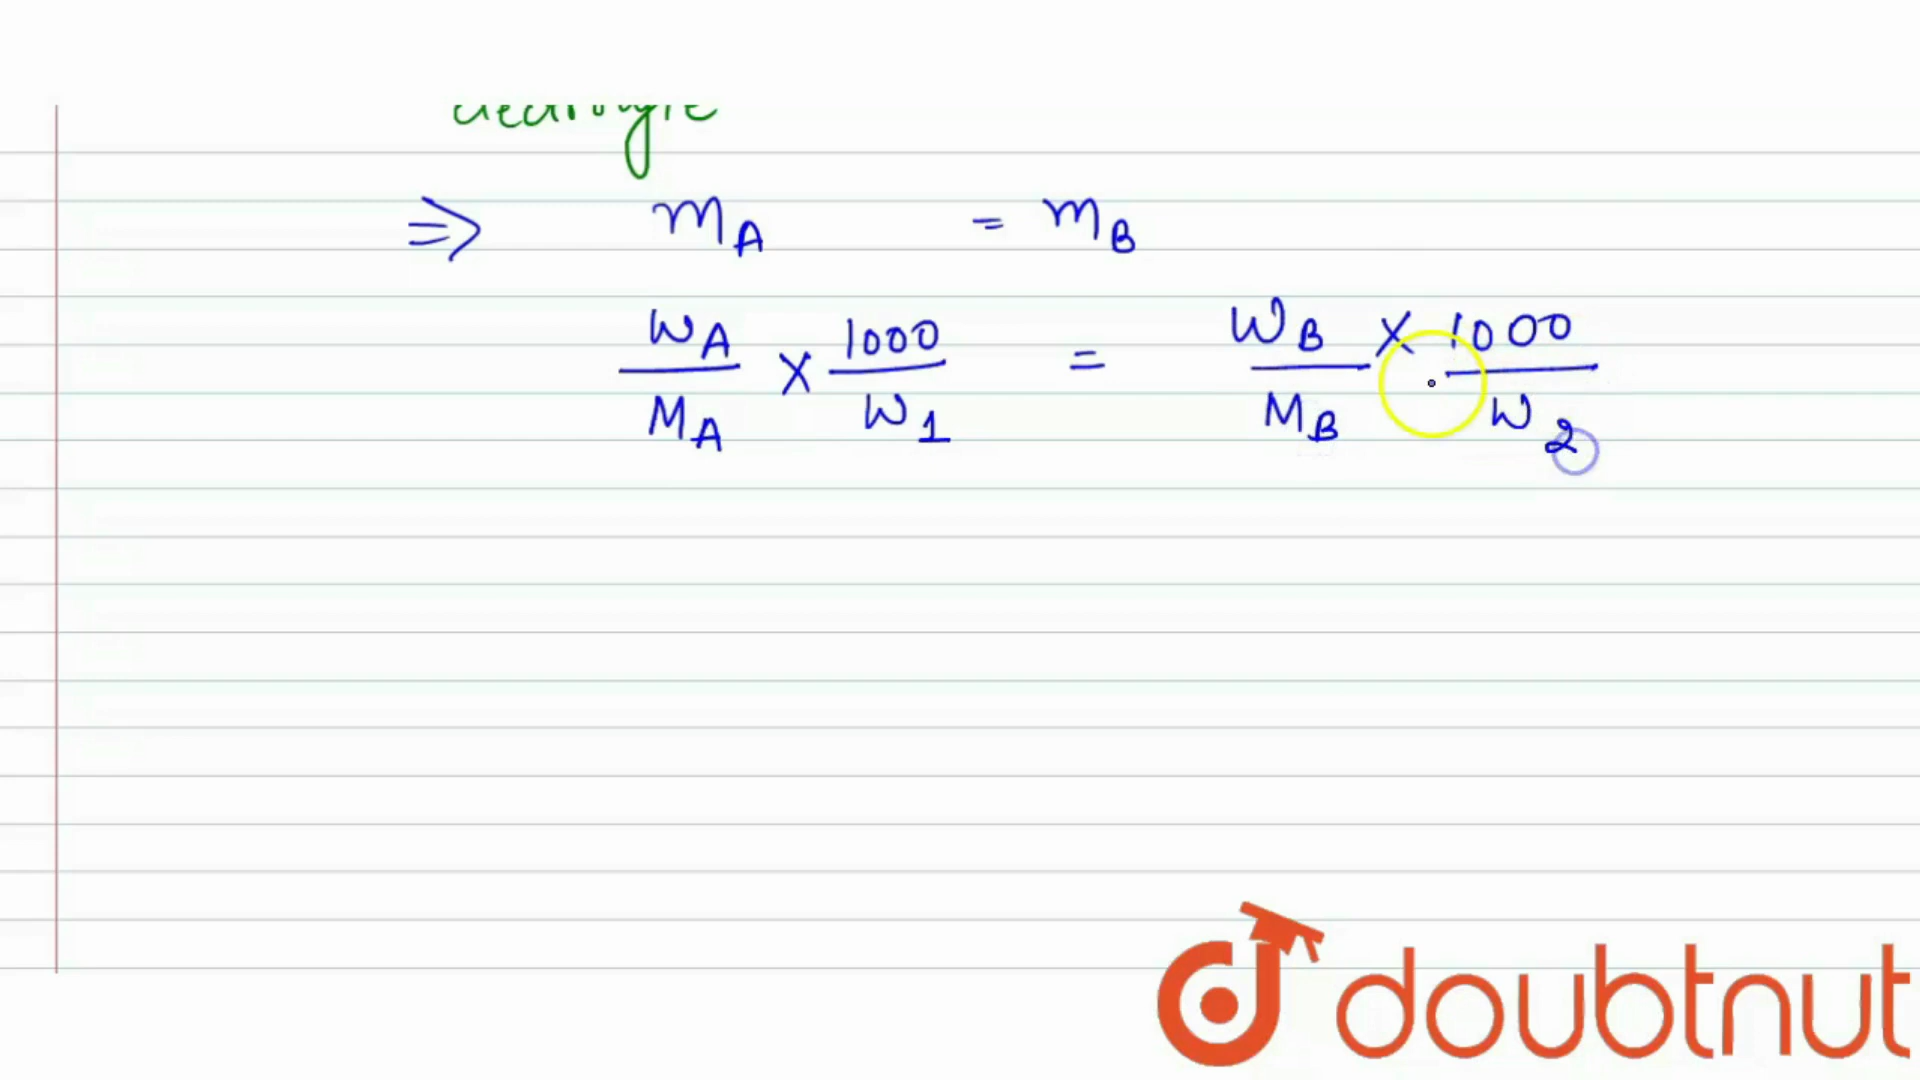 ⇒ m_A = m_B
W_A / M_A × 1000 / W_1 = W_B / M_B × 1000 / W_2
doubtnut